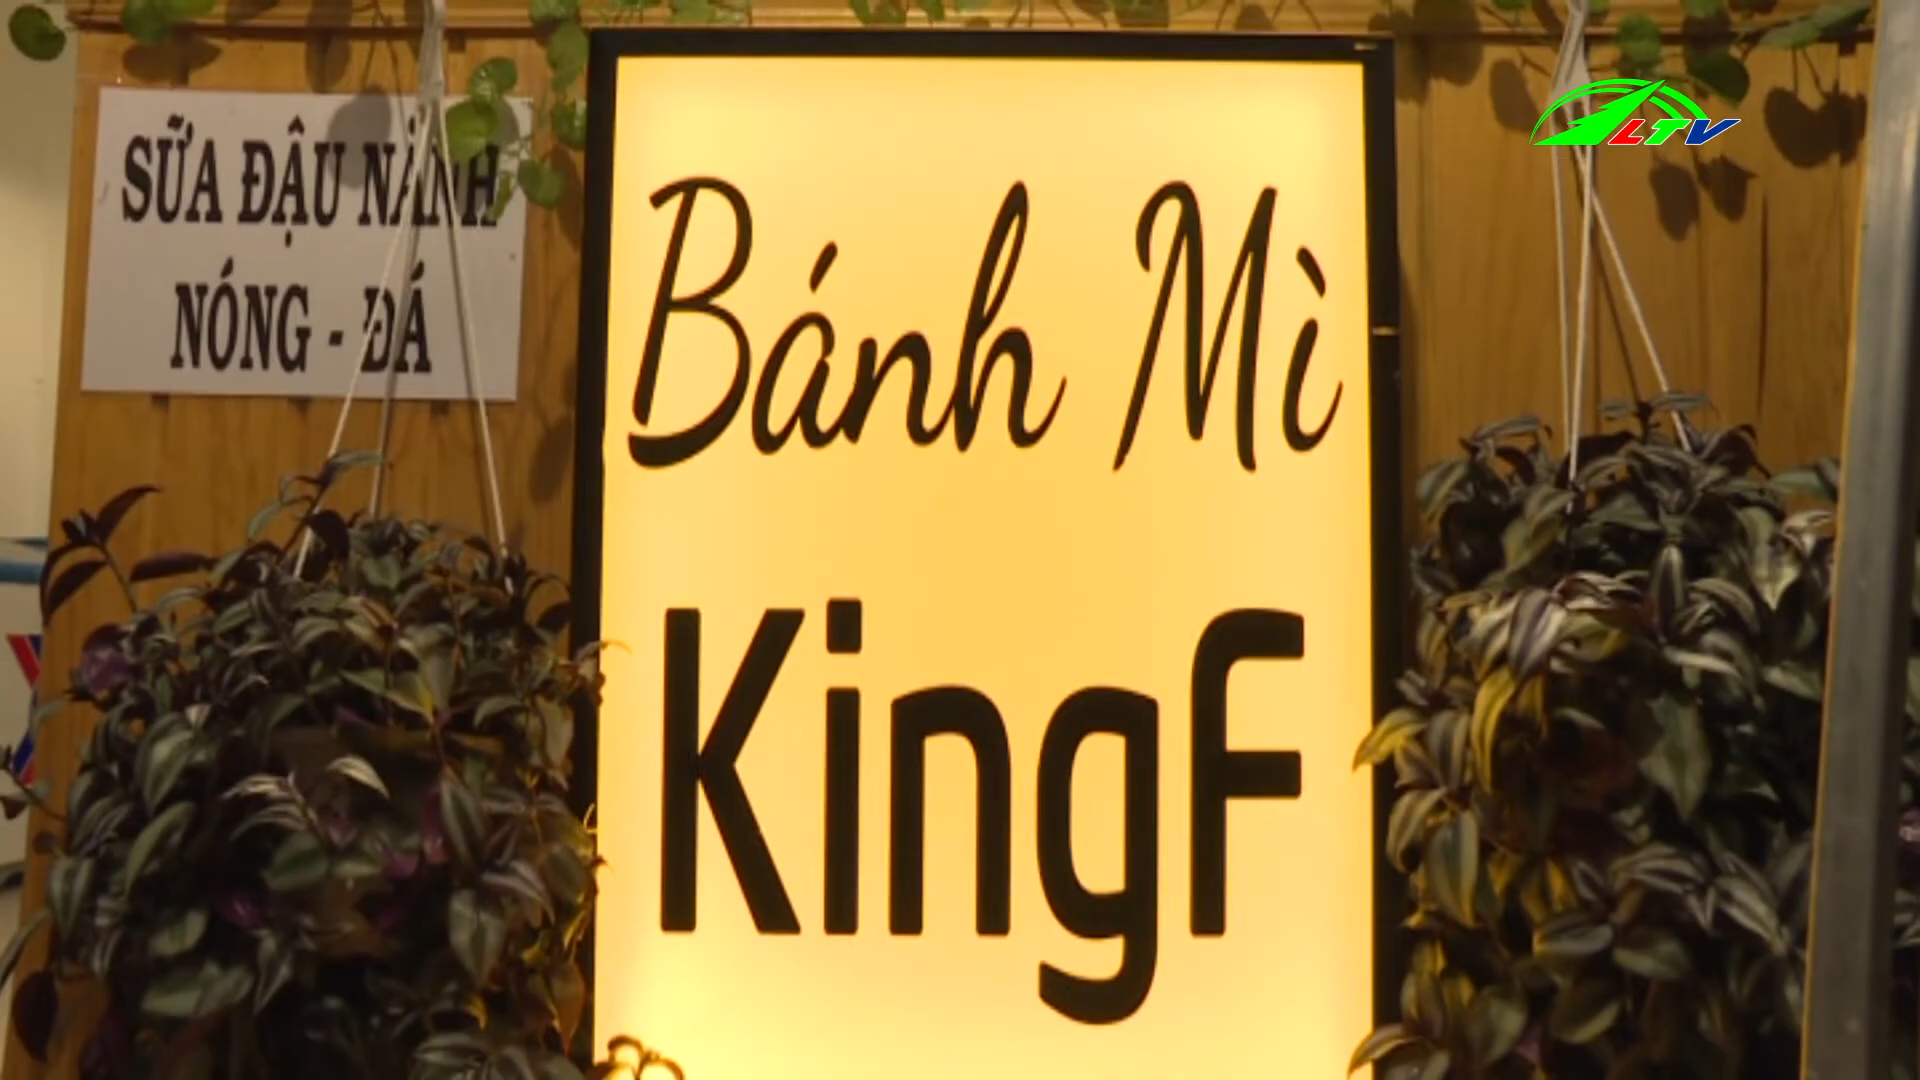 SỮA ĐẬU NÀNH
NÓNG - ĐÁ
Bánh Mì
KingF
LTV